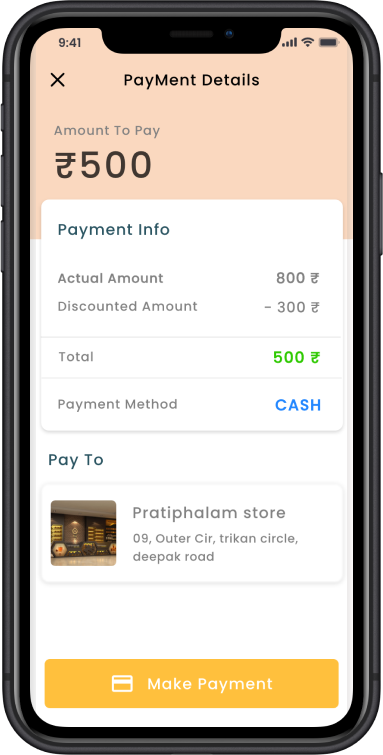 9:41
PayMent Details
Amount To Pay
₹500
Payment Info
Actual Amount 800 ₹
Discounted Amount - 300 ₹
Total 500 ₹
Payment Method CASH
Pay To
Pratiphalam store
09, Outer Cir, trikan circle,
deepak road
Make Payment